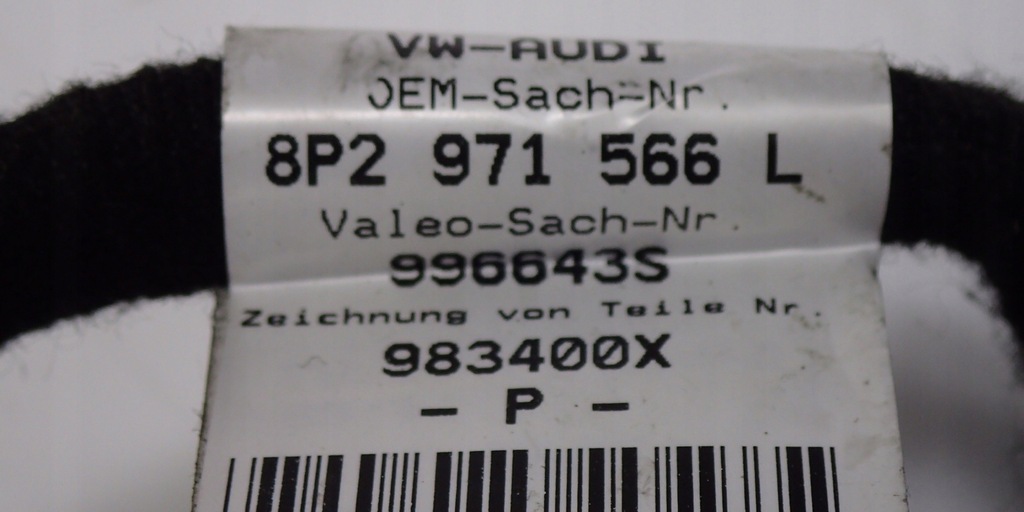 VW-AUDI
OEM-Sach-Nr.
8P2 971 566 L
Valeo-Sach-Nr.
996643S
Zeichnung von Teile Nr.
983400X
- P -